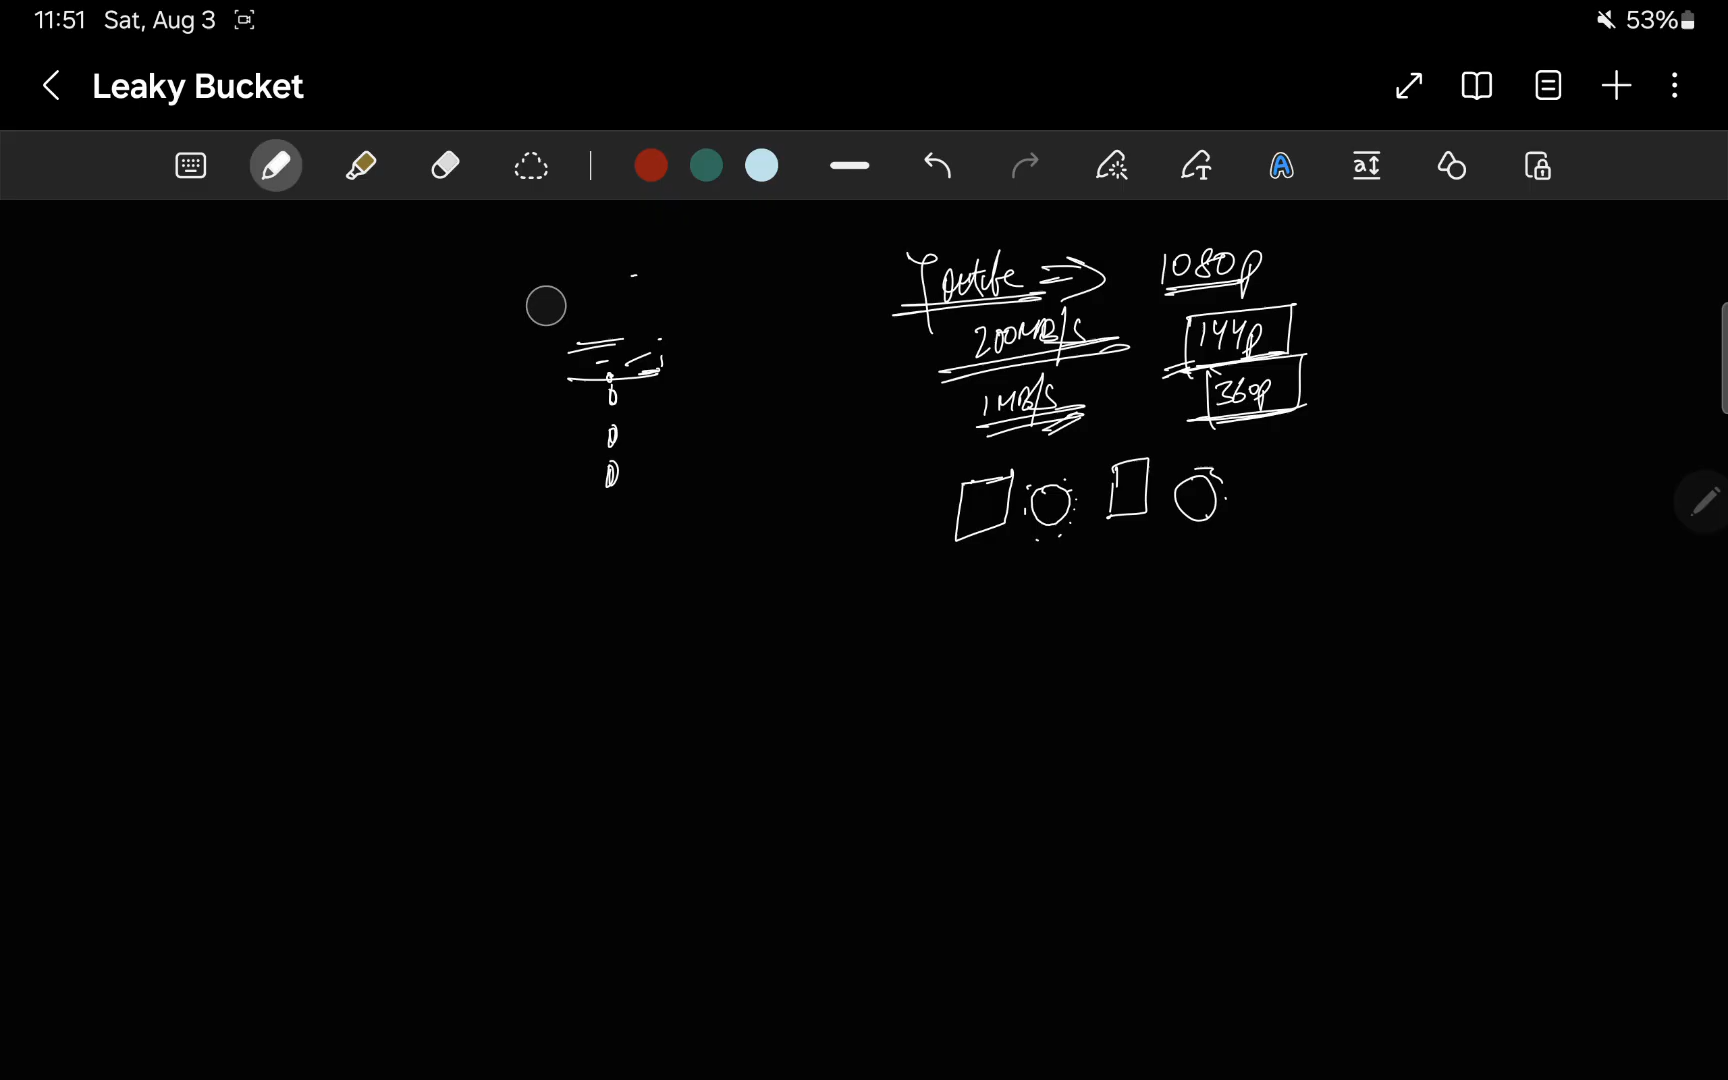 11:51 Sat, Aug 3
53%
Leaky Bucket
Youtube => 1080p
200MB/S 144p
1MB/S 360p